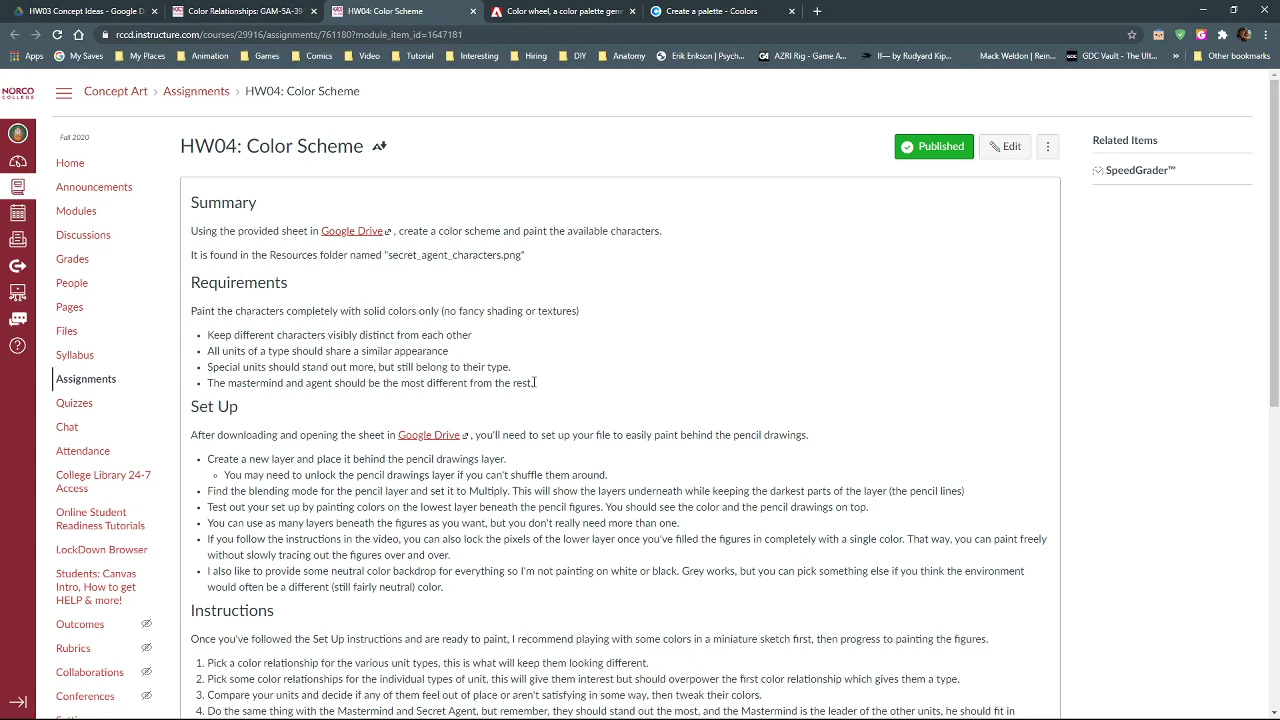 HW03 Concept Ideas - Google D
Color Relationships: GAM-5A-39
HW04: Color Scheme
Color wheel, a color palette gene
Create a palette - Coolors
rccd.instructure.com/courses/29916/assignments/761180?module_item_id=1647181
Apps
My Saves
My Places
Animation
Games
Comics
Video
Tutorial
Interesting
Hiring
DIY
Anatomy
Erik Erikson | Psych...
AZRI Rig - Game A...
If— by Rudyard Kip...
Mack Weldon | Rein...
GDC Vault - The Ult...
»
Other bookmarks
NORCO
COLLEGE
Concept Art > Assignments > HW04: Color Scheme
Fall 2020
Home
Announcements
Modules
Discussions
Grades
People
Pages
Files
Syllabus
Assignments
Quizzes
Chat
Attendance
College Library 24-7
Access
Online Student
Readiness Tutorials
LockDown Browser
Students: Canvas
Intro, How to get
HELP & more!
Outcomes
Rubrics
Collaborations
Conferences
HW04: Color Scheme
Published
Edit
Related Items
SpeedGrader™
Summary
Using the provided sheet in Google Drive , create a color scheme and paint the available characters.
It is found in the Resources folder named "secret_agent_characters.png"
Requirements
Paint the characters completely with solid colors only (no fancy shading or textures)
• Keep different characters visibly distinct from each other
• All units of a type should share a similar appearance
• Special units should stand out more, but still belong to their type.
• The mastermind and agent should be the most different from the rest.
Set Up
After downloading and opening the sheet in Google Drive , you'll need to set up your file to easily paint behind the pencil drawings.
• Create a new layer and place it behind the pencil drawings layer.
◦ You may need to unlock the pencil drawings layer if you can't shuffle them around.
• Find the blending mode for the pencil layer and set it to Multiply. This will show the layers underneath while keeping the darkest parts of the layer (the pencil lines)
• Test out your set up by painting colors on the lowest layer beneath the pencil figures. You should see the color and the pencil drawings on top.
• You can use as many layers beneath the figures as you want, but you don't really need more than one.
• If you follow the instructions in the video, you can also lock the pixels of the lower layer once you've filled the figures in completely with a single color. That way, you can paint freely
without slowly tracing out the figures over and over.
• I also like to provide some neutral color backdrop for everything so I'm not painting on white or black. Grey works, but you can pick something else if you think the environment
would often be a different (still fairly neutral) color.
Instructions
Once you've followed the Set Up instructions and are ready to paint, I recommend playing with some colors in a miniature sketch first, then progress to painting the figures.
1. Pick a color relationship for the various unit types, this is what will keep them looking different.
2. Pick some color relationships for the individual types of unit, this will give them interest but should overpower the first color relationship which gives them a type.
3. Compare your units and decide if any of them feel out of place or aren't satisfying in some way, then tweak their colors.
4. Do the same thing with the Mastermind and Secret Agent, but remember, they should stand out the most, and the Mastermind is the leader of the other units, he should fit in